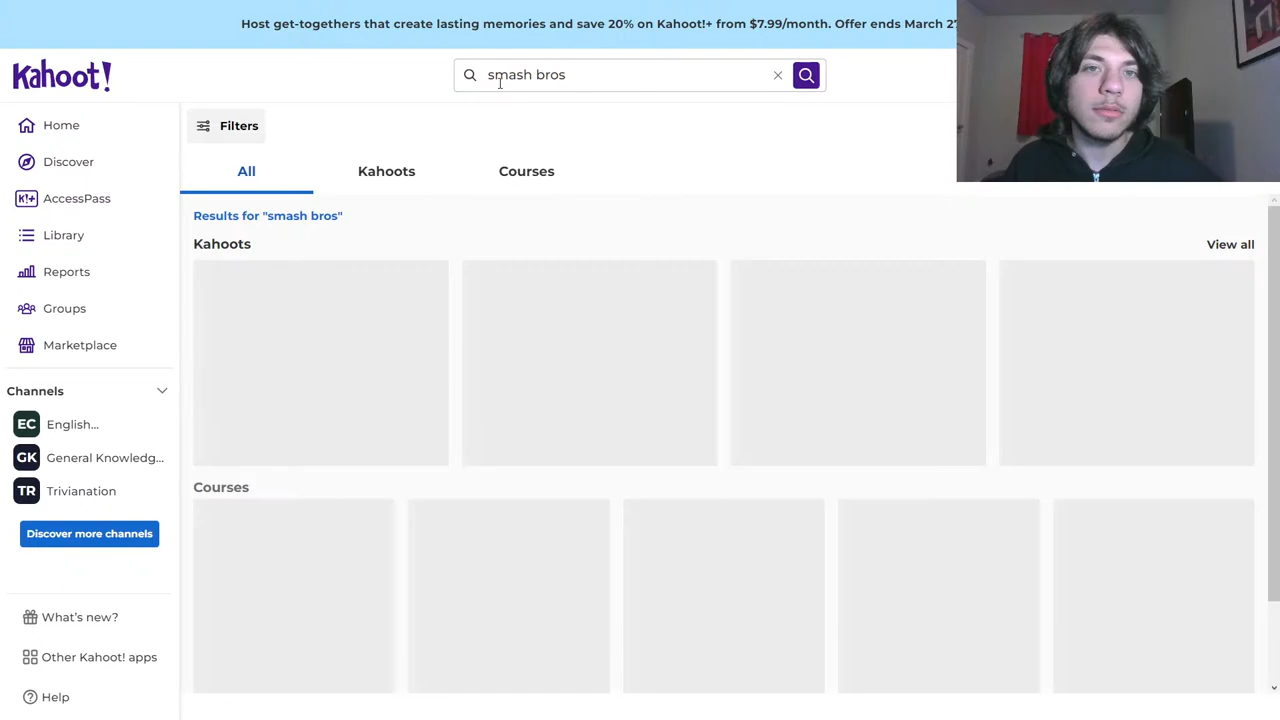 Host get-togethers that create lasting memories and save 20% on Kahoot!+ from $7.99/month. Offer ends March 27
Kahoot!
smash bros
Home
Discover
K!+ AccessPass
Library
Reports
Groups
Marketplace
Channels
EC English...
GK General Knowledg...
TR Trivianation
Discover more channels
What's new?
Other Kahoot! apps
Help
Filters
All Kahoots Courses
Results for "smash bros"
Kahoots View all
Courses